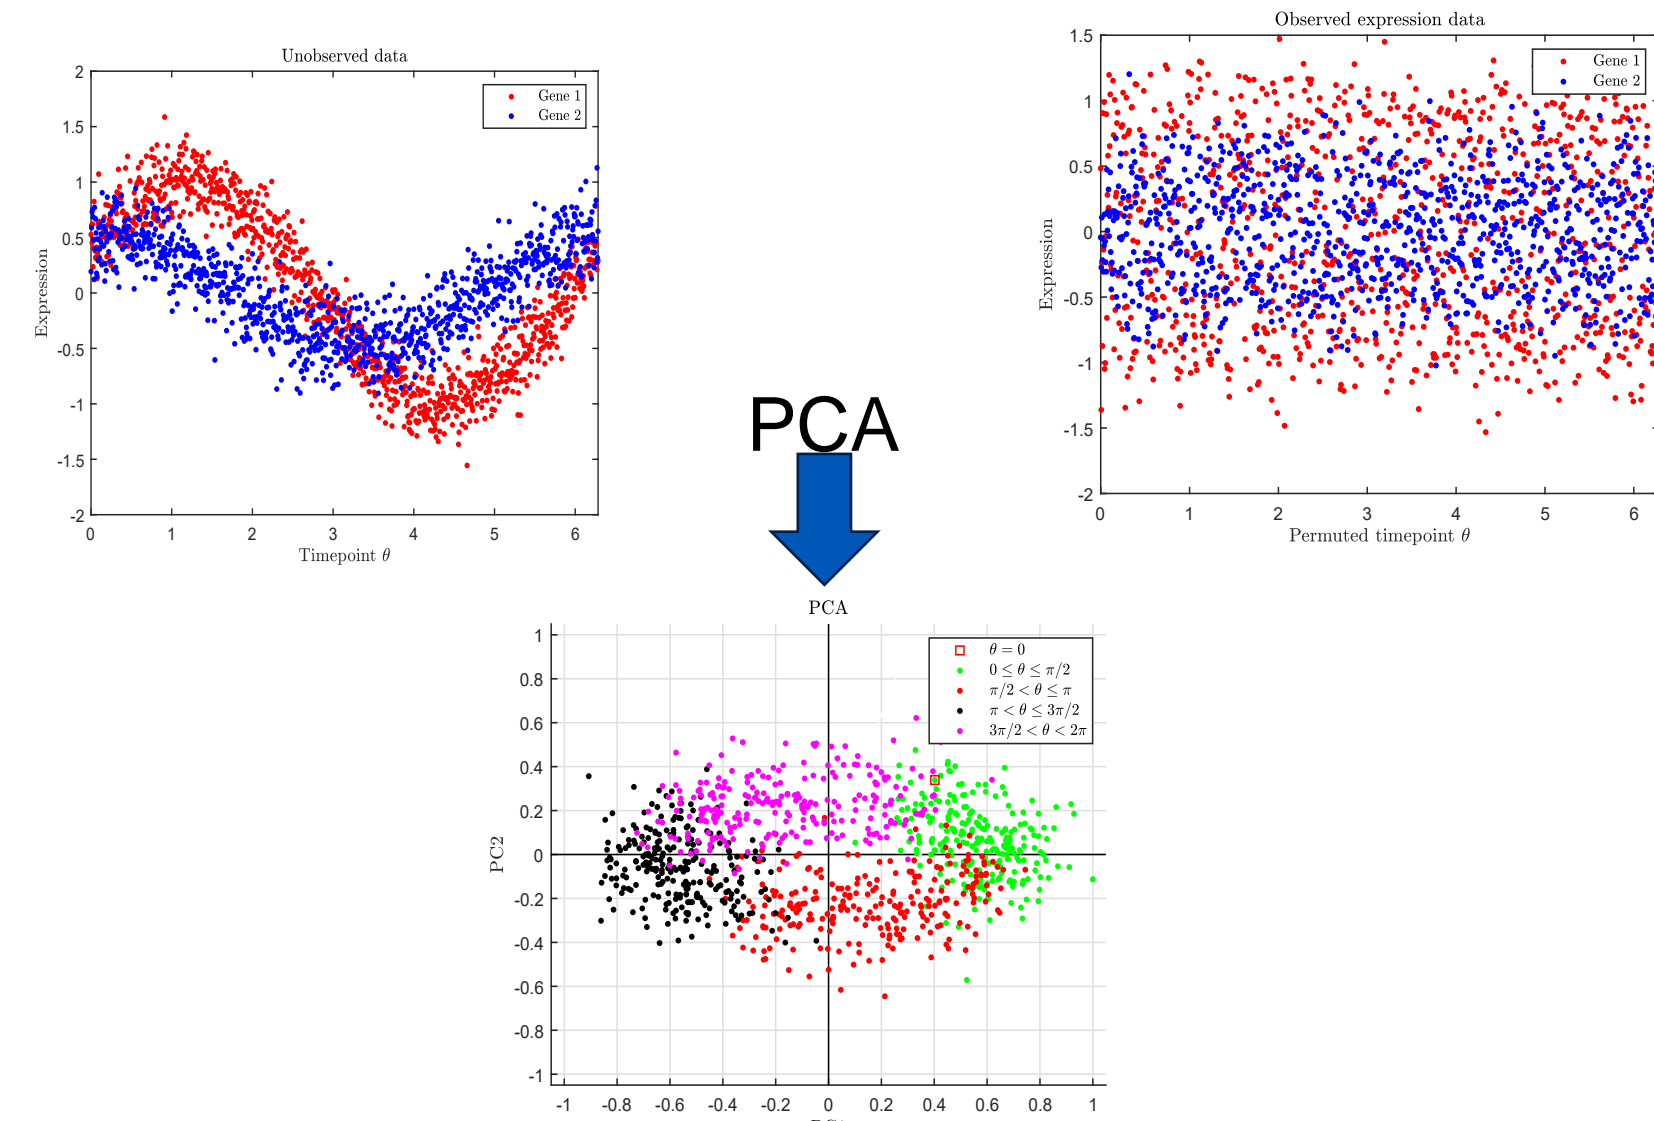 Unobserved data
2
1.5
1
0.5
0
-0.5
-1
-1.5
-2
0 1 2 3 4 5 6
Expression
Timepoint θ
Gene 1
Gene 2
Observed expression data
1.5
1
0.5
0
-0.5
-1
-1.5
-2
0 1 2 3 4 5 6
Expression
Permuted timepoint θ
Gene 1
Gene 2
PCA
PCA
1
0.8
0.6
0.4
0.2
0
-0.2
-0.4
-0.6
-0.8
-1
-1 -0.8 -0.6 -0.4 -0.2 0 0.2 0.4 0.6 0.8 1
PC2
θ = 0
0 ≤ θ ≤ π/2
π/2 < θ ≤ π
π < θ ≤ 3π/2
3π/2 < θ < 2π